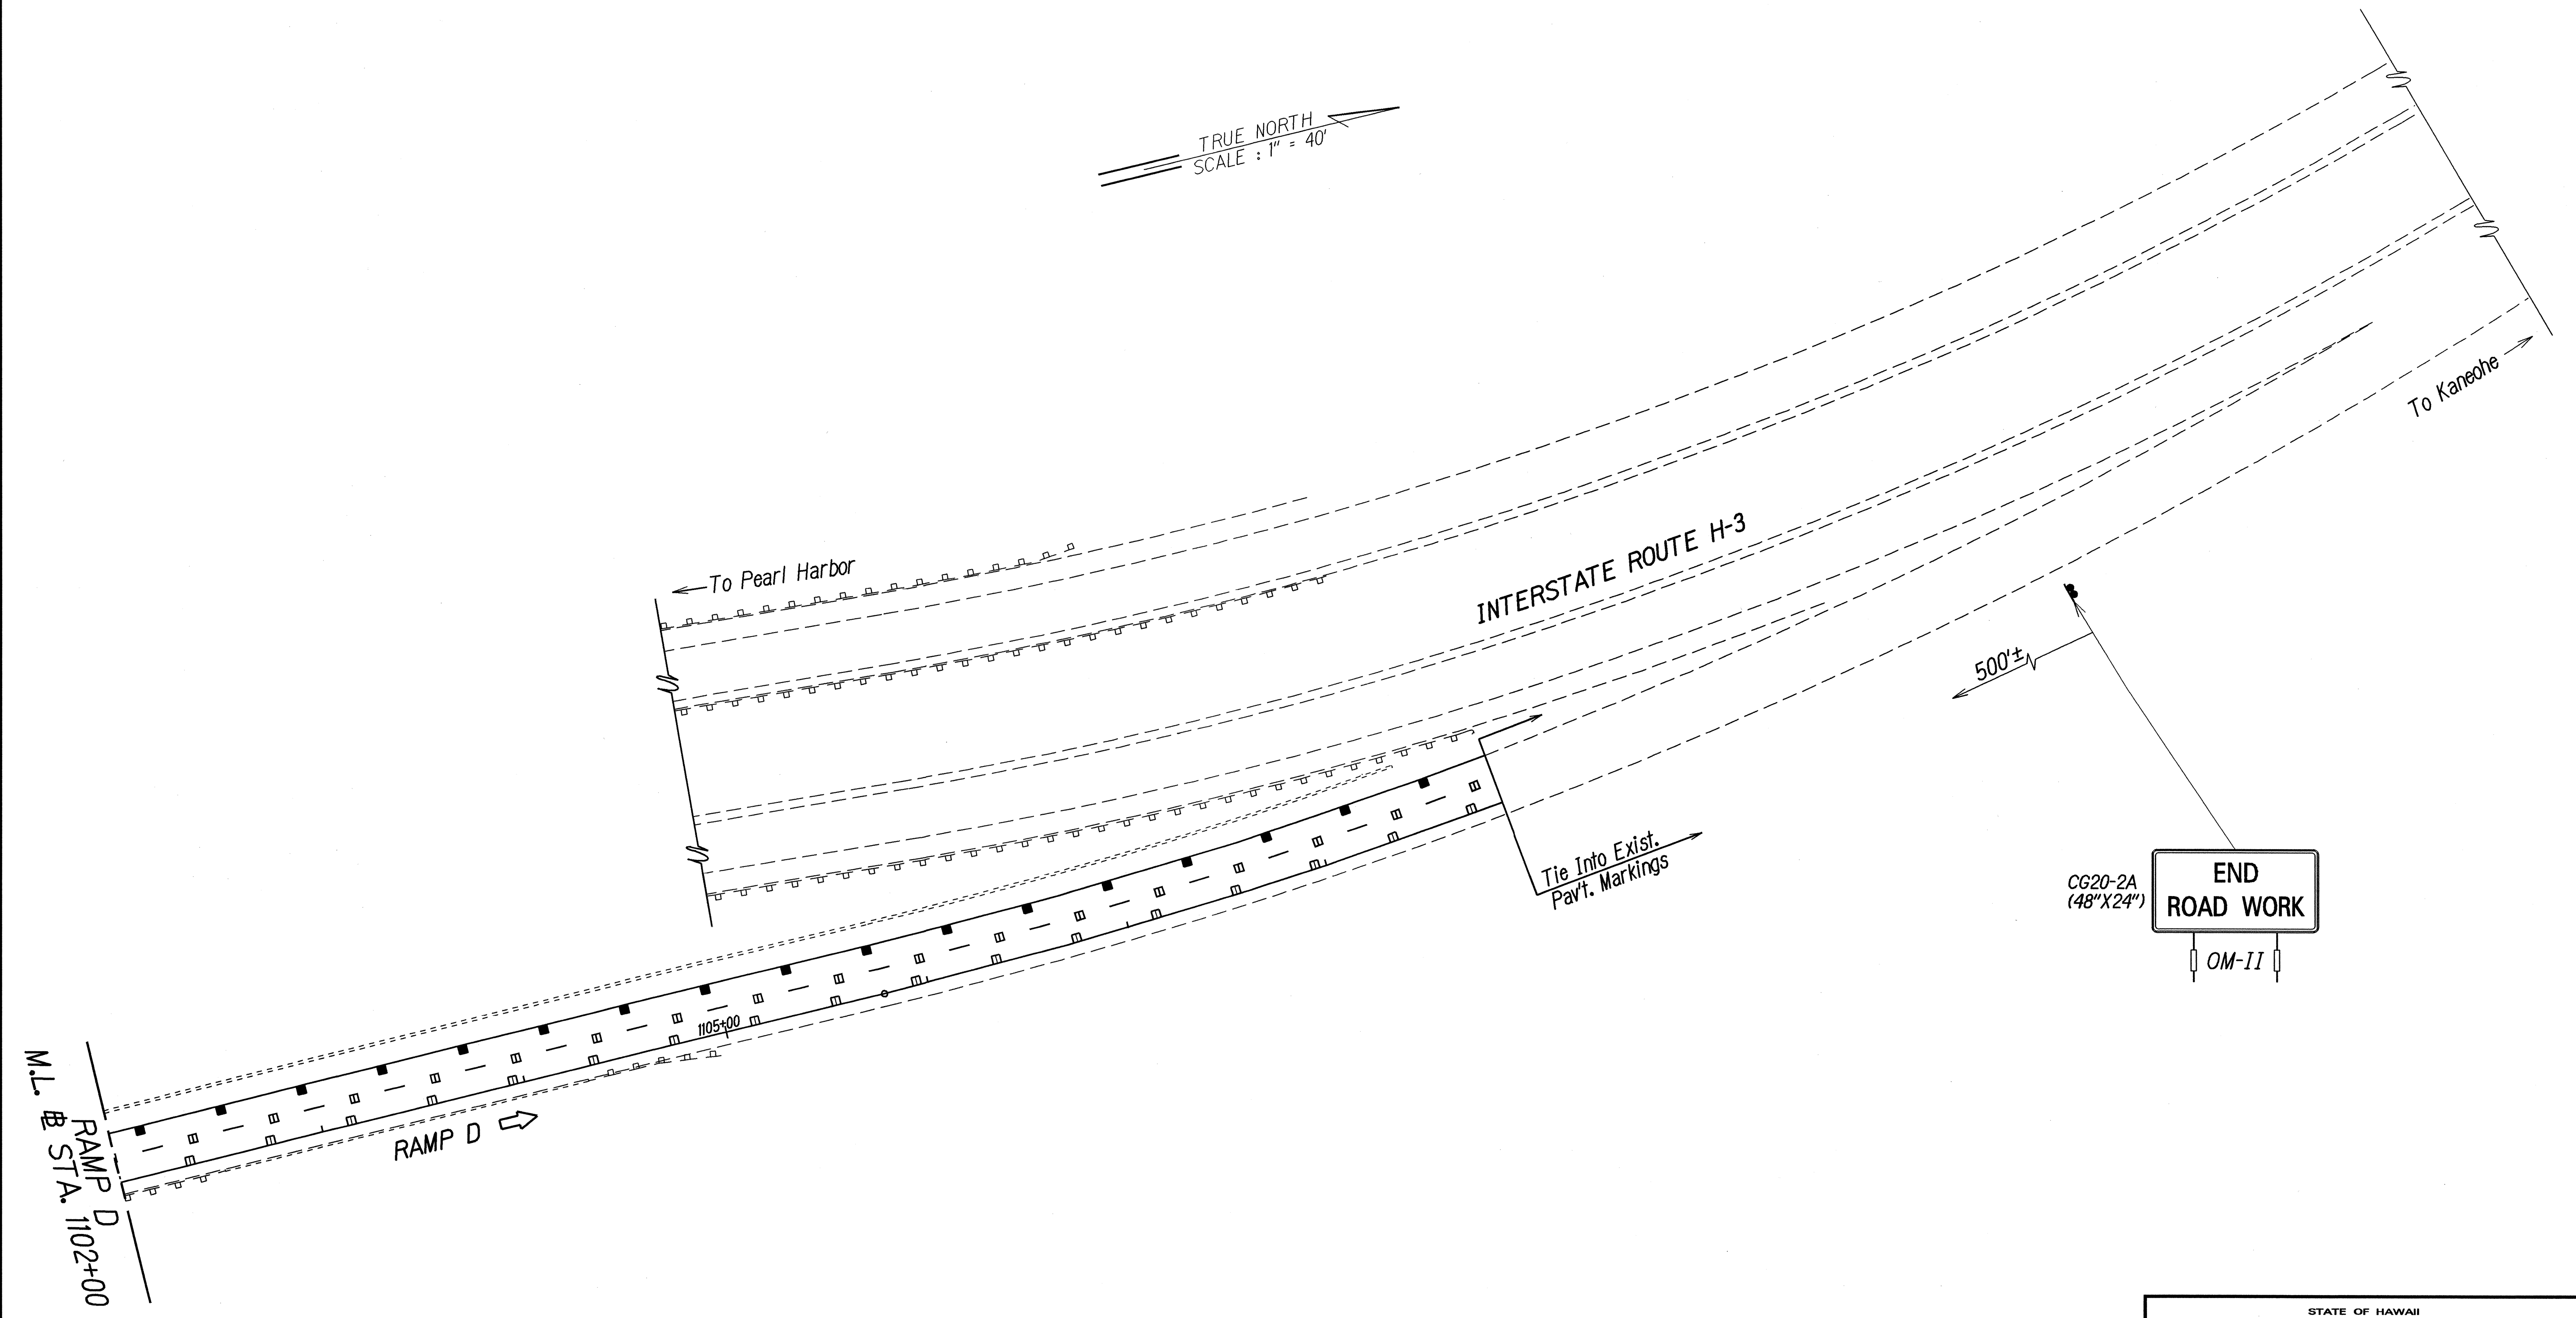 TRUE NORTH
SCALE : 1" = 40'
To Kaneohe
To Pearl Harbor
INTERSTATE ROUTE H-3
500'±
Tie Into Exist.
Pav't. Markings
CG20-2A
(48"X24")
END
ROAD WORK
OM-II
1105+00
RAMP D
RAMP D
M.L. ⅊ STA. 1102+00
STATE OF HAWAII